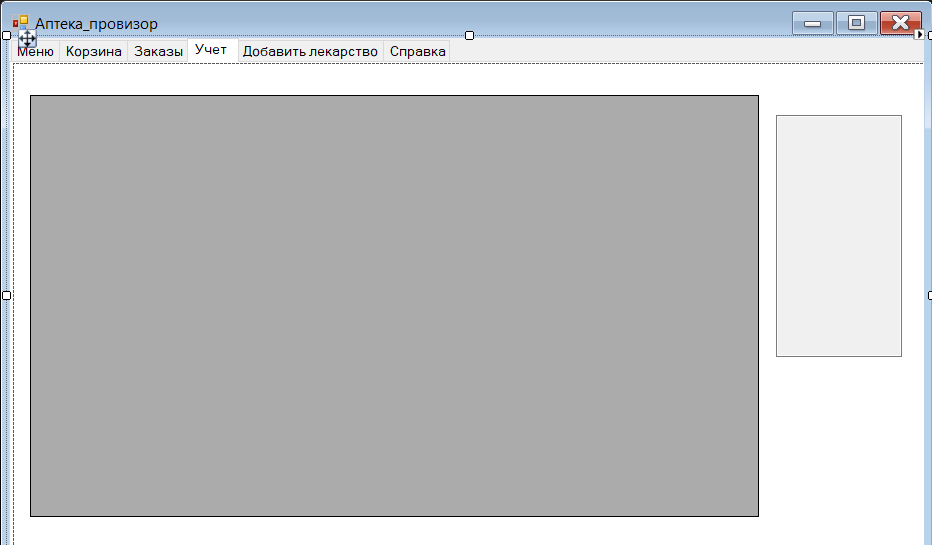 Аптека_провизор
Меню Корзина Заказы Учет Добавить лекарство Справка